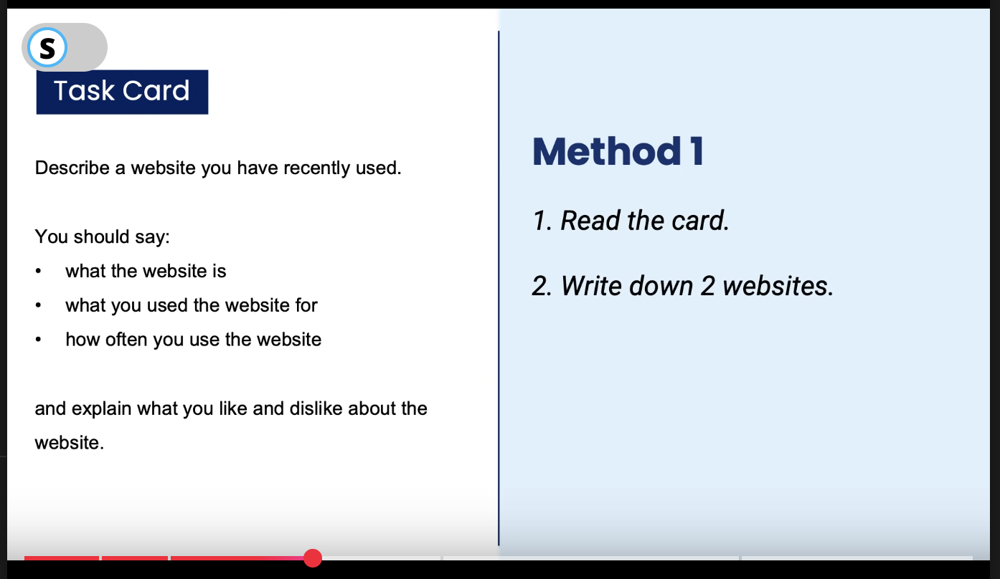 S
Task Card
Describe a website you have recently used.
You should say:
• what the website is
• what you used the website for
• how often you use the website
and explain what you like and dislike about the
website.
Method 1
1. Read the card.
2. Write down 2 websites.